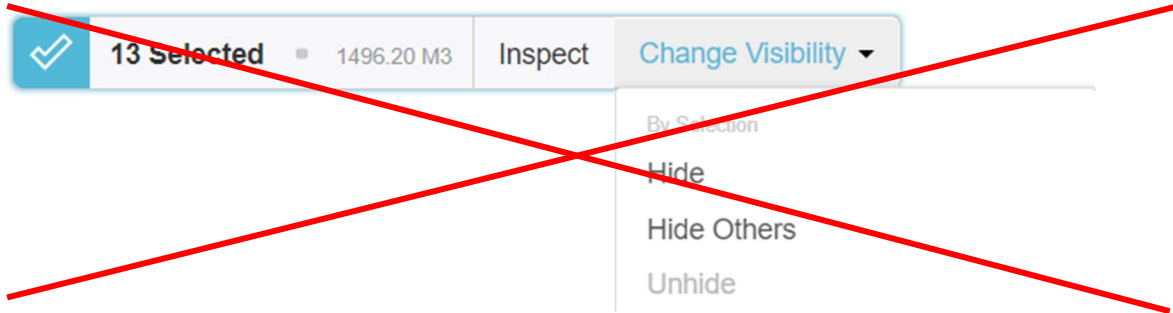 13 Selected 1496.20 M3 Inspect Change Visibility
By Selection
Hide
Hide Others
Unhide